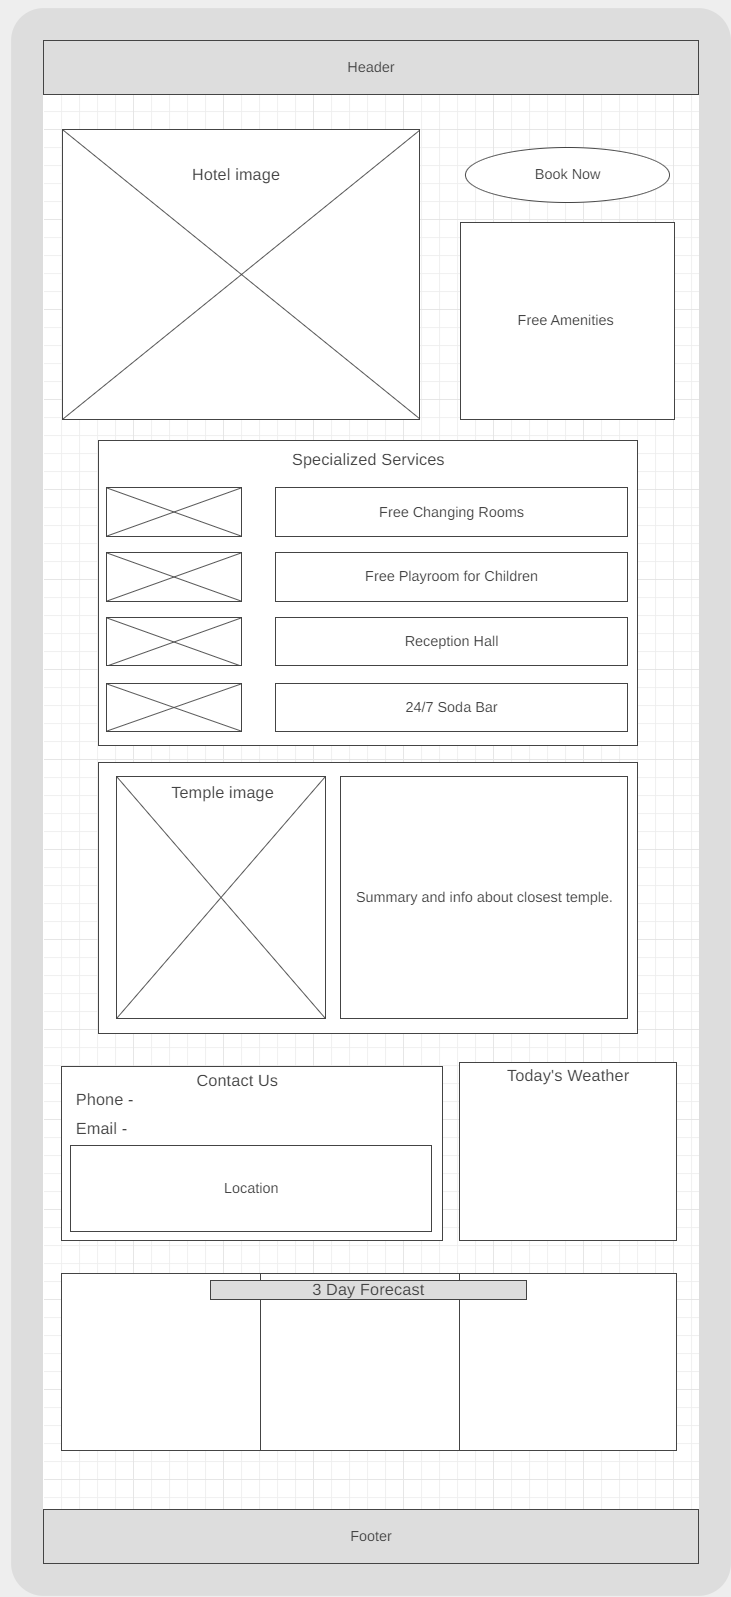 Header
Hotel image
Book Now
Free Amenities
Specialized Services
Free Changing Rooms
Free Playroom for Children
Reception Hall
24/7 Soda Bar
Temple image
Summary and info about closest temple.
Contact Us
Phone -
Email -
Location
Today's Weather
3 Day Forecast
Footer